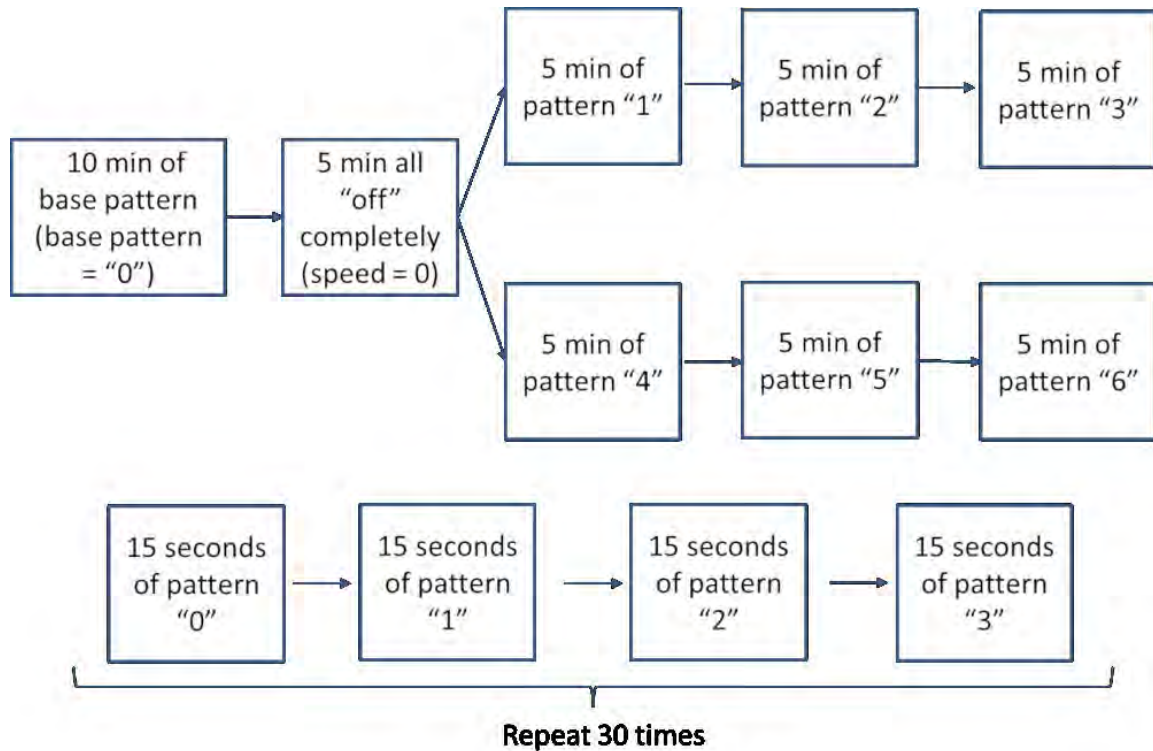 10 min of
base pattern
(base pattern
= “0”)
5 min all
“off”
completely
(speed = 0)
5 min of
pattern “1”
5 min of
pattern “2”
5 min of
pattern “3”
5 min of
pattern “4”
5 min of
pattern “5”
5 min of
pattern “6”
15 seconds
of pattern
“0”
15 seconds
of pattern
“1”
15 seconds
of pattern
“2”
15 seconds
of pattern
“3”
Repeat 30 times